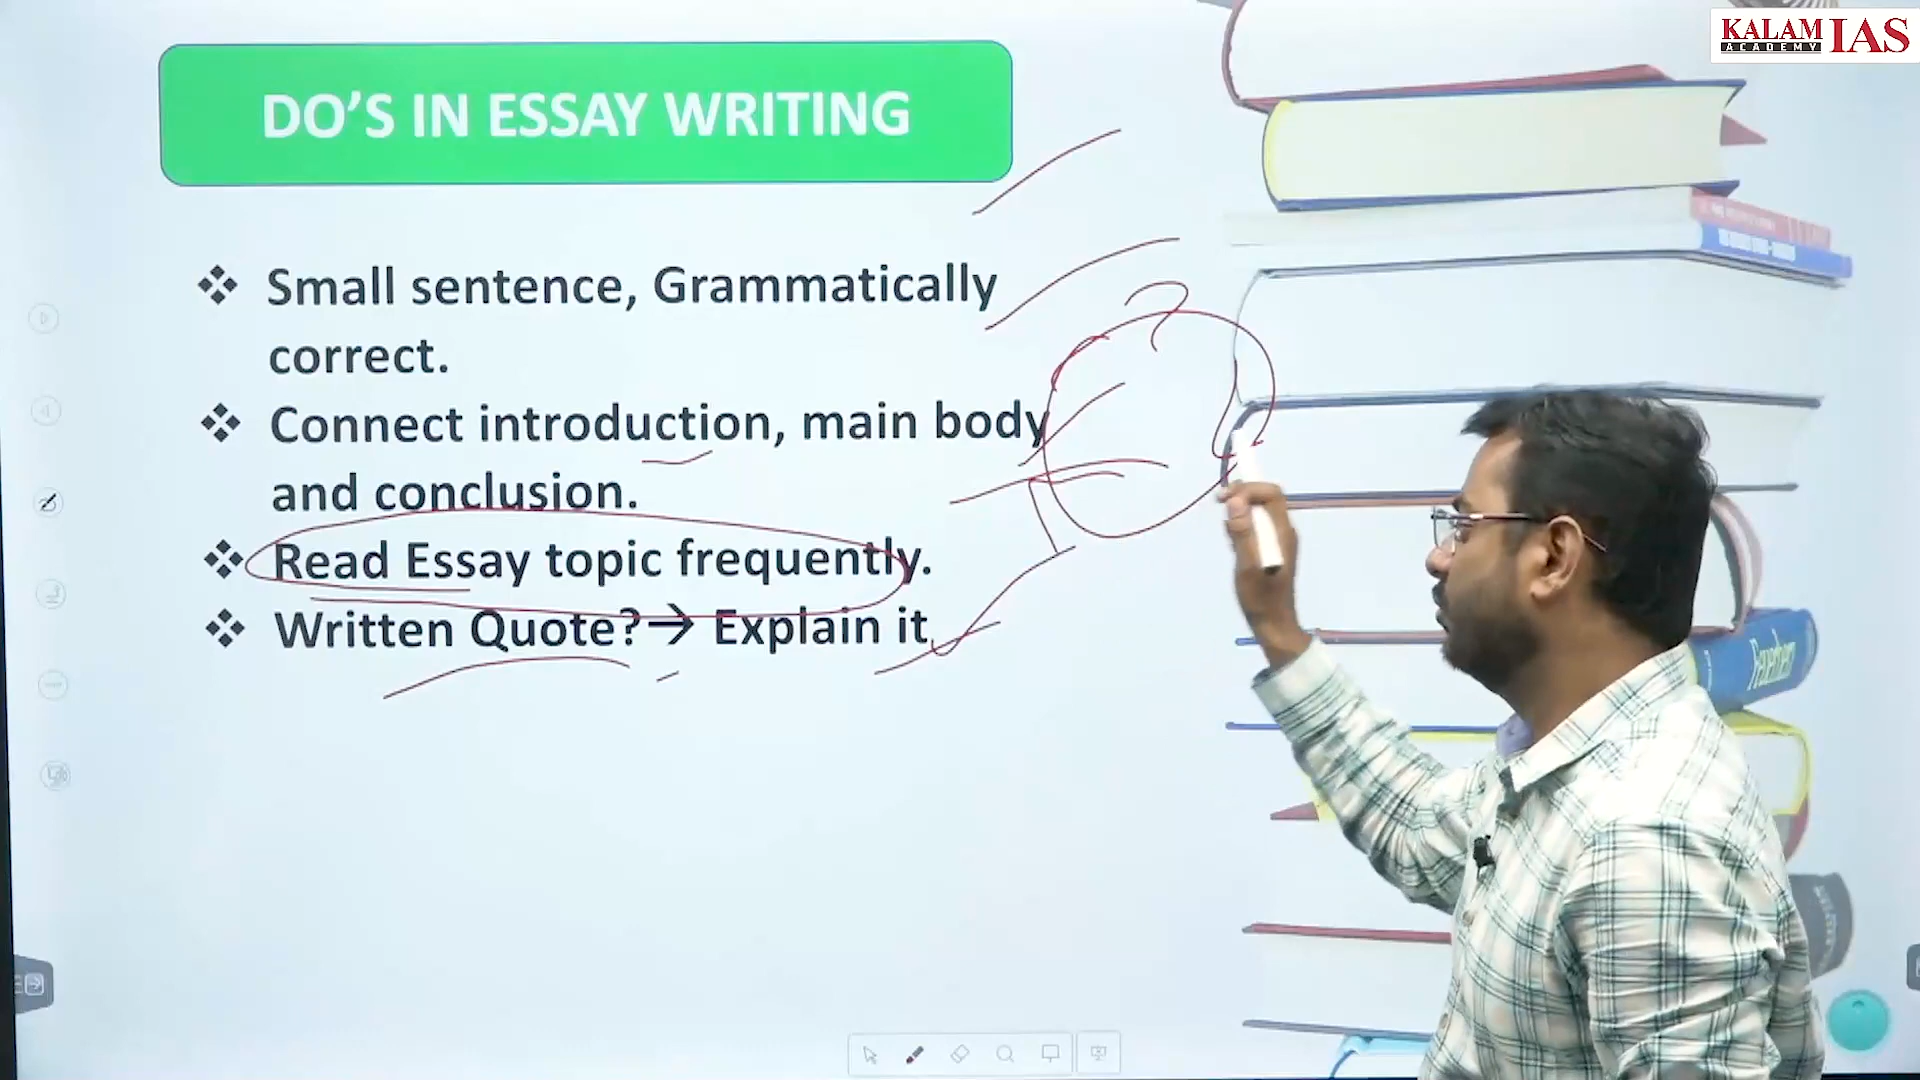 KALAM IAS
ACADEMY
DO'S IN ESSAY WRITING
❖ Small sentence, Grammatically
correct.
❖ Connect introduction, main body
and conclusion.
❖ Read Essay topic frequently.
❖ Written Quote?→ Explain it